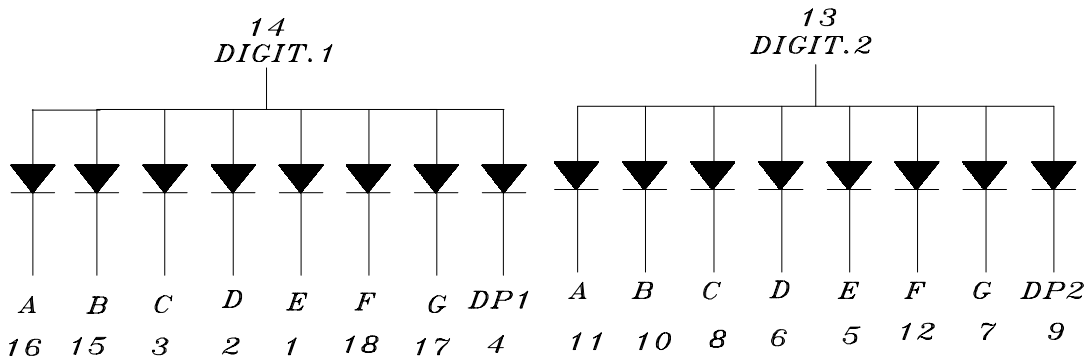 14
DIGIT.1
13
DIGIT.2
A B C D E F G DP1
16 15 3 2 1 18 17 4
A B C D E F G DP2
11 10 8 6 5 12 7 9